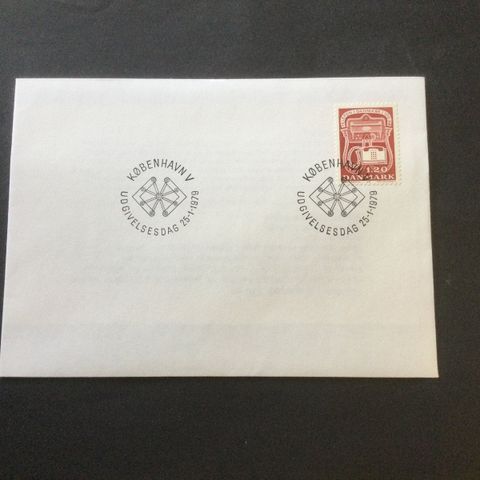 KØBENHAVN V
UDGIVELSESDAG 25-1-1979
KØBENHAVN V
UDGIVELSESDAG 25-1-1979
1.20
DANMARK